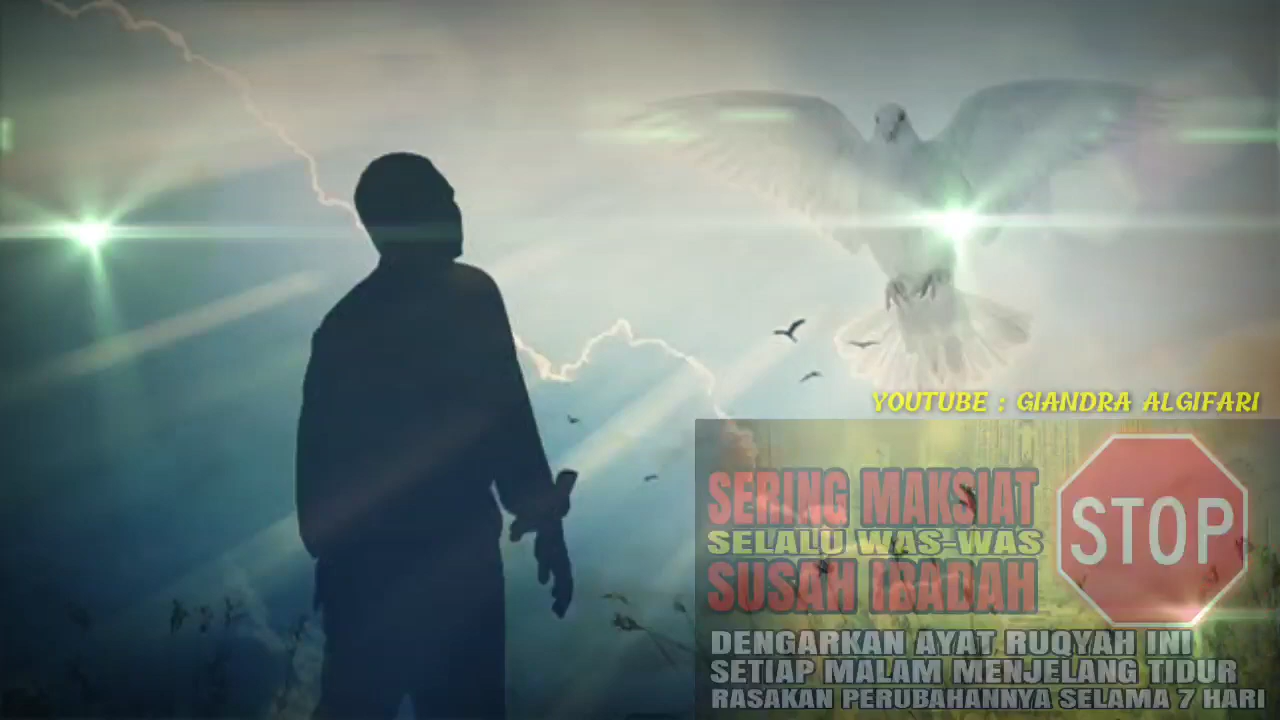 YOUTUBE : GIANDRA ALGIFARI
SERING MAKSIAT
SELALU WAS-WAS
SUSAH IBADAH
STOP
DENGARKAN AYAT RUQYAH INI
SETIAP MALAM MENJELANG TIDUR
RASAKAN PERUBAHANNYA SELAMA 7 HARI